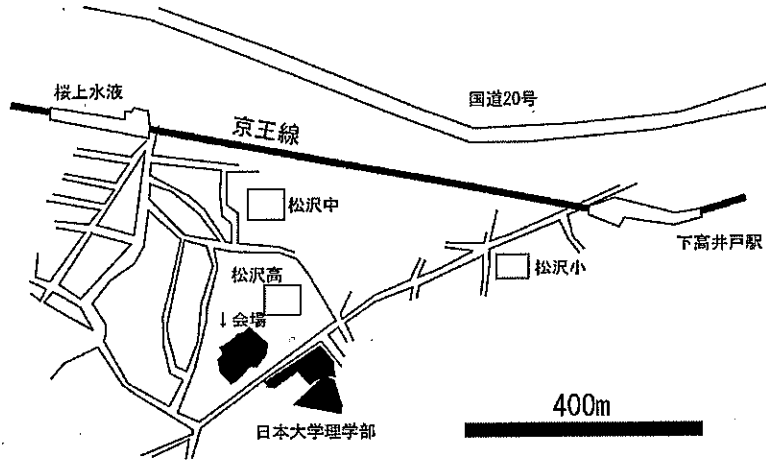 桜上水液
国道20号
京王線
松沢中
下高井戸駅
松沢高
松沢小
↓会場
400m
日本大学理学部